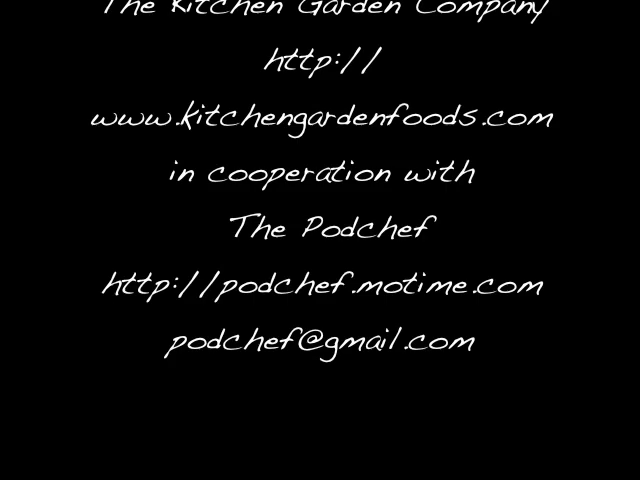 The Kitchen Garden Company
http://
www.kitchengardenfoods.com
in cooperation with
The Podchef
http://podchef.motime.com
podchef@gmail.com